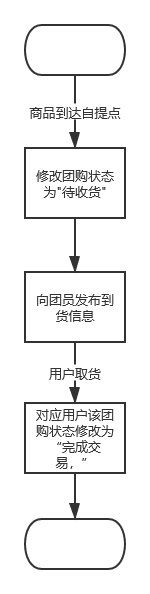 商品到达自提点
修改团购状态
为"待收货"
向团员发布到
货信息
用户取货
对应用户该团
购状态修改为
“完成交
易，”